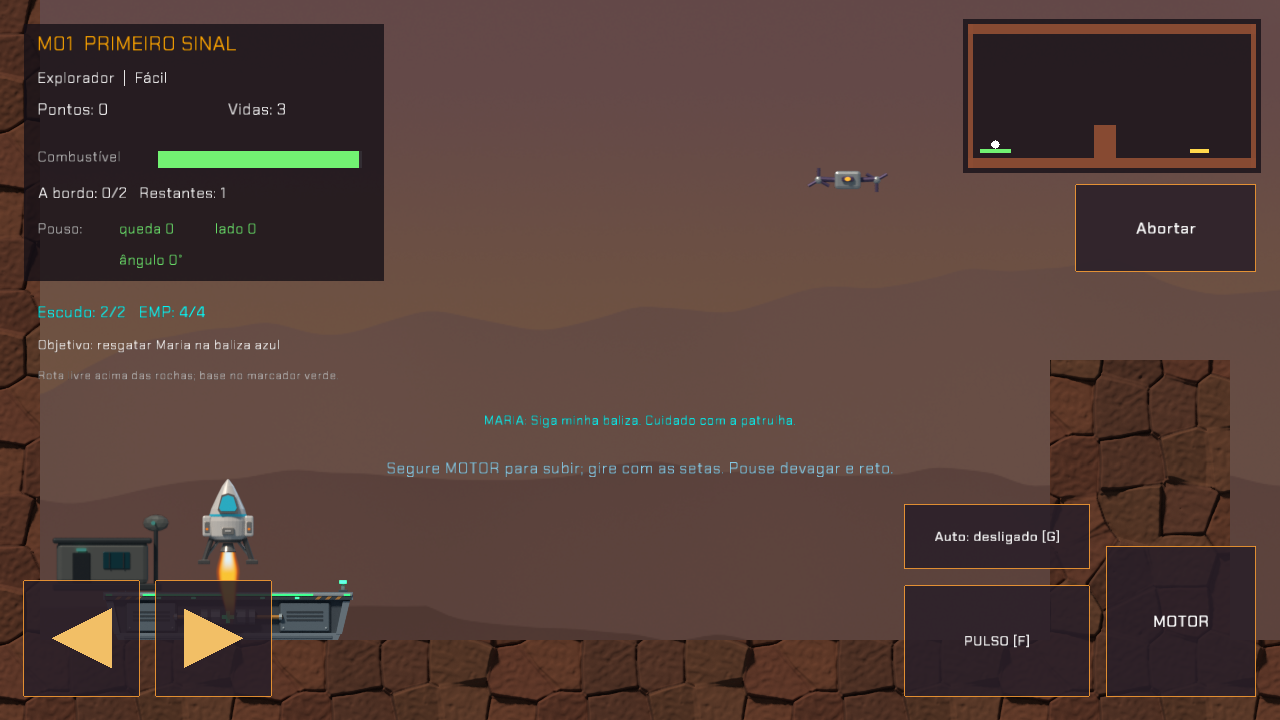 M01 PRIMEIRO SINAL
Explorador | Fácil
Pontos: 0 Vidas: 3
Combustível
A bordo: 0/2 Restantes: 1
Pouso: queda 0 lado 0
ângulo 0°
Abortar
Escudo: 2/2 EMP: 4/4
Objetivo: resgatar Maria na baliza azul
Rota livre acima das rochas, base no marcador verde
MARIA: Siga minha baliza. Cuidado com a patrulha.
Segure MOTOR para subir; gire com as setas. Pouse devagar e reto.
Auto: desligado [G]
MOTOR
PULSO [F]